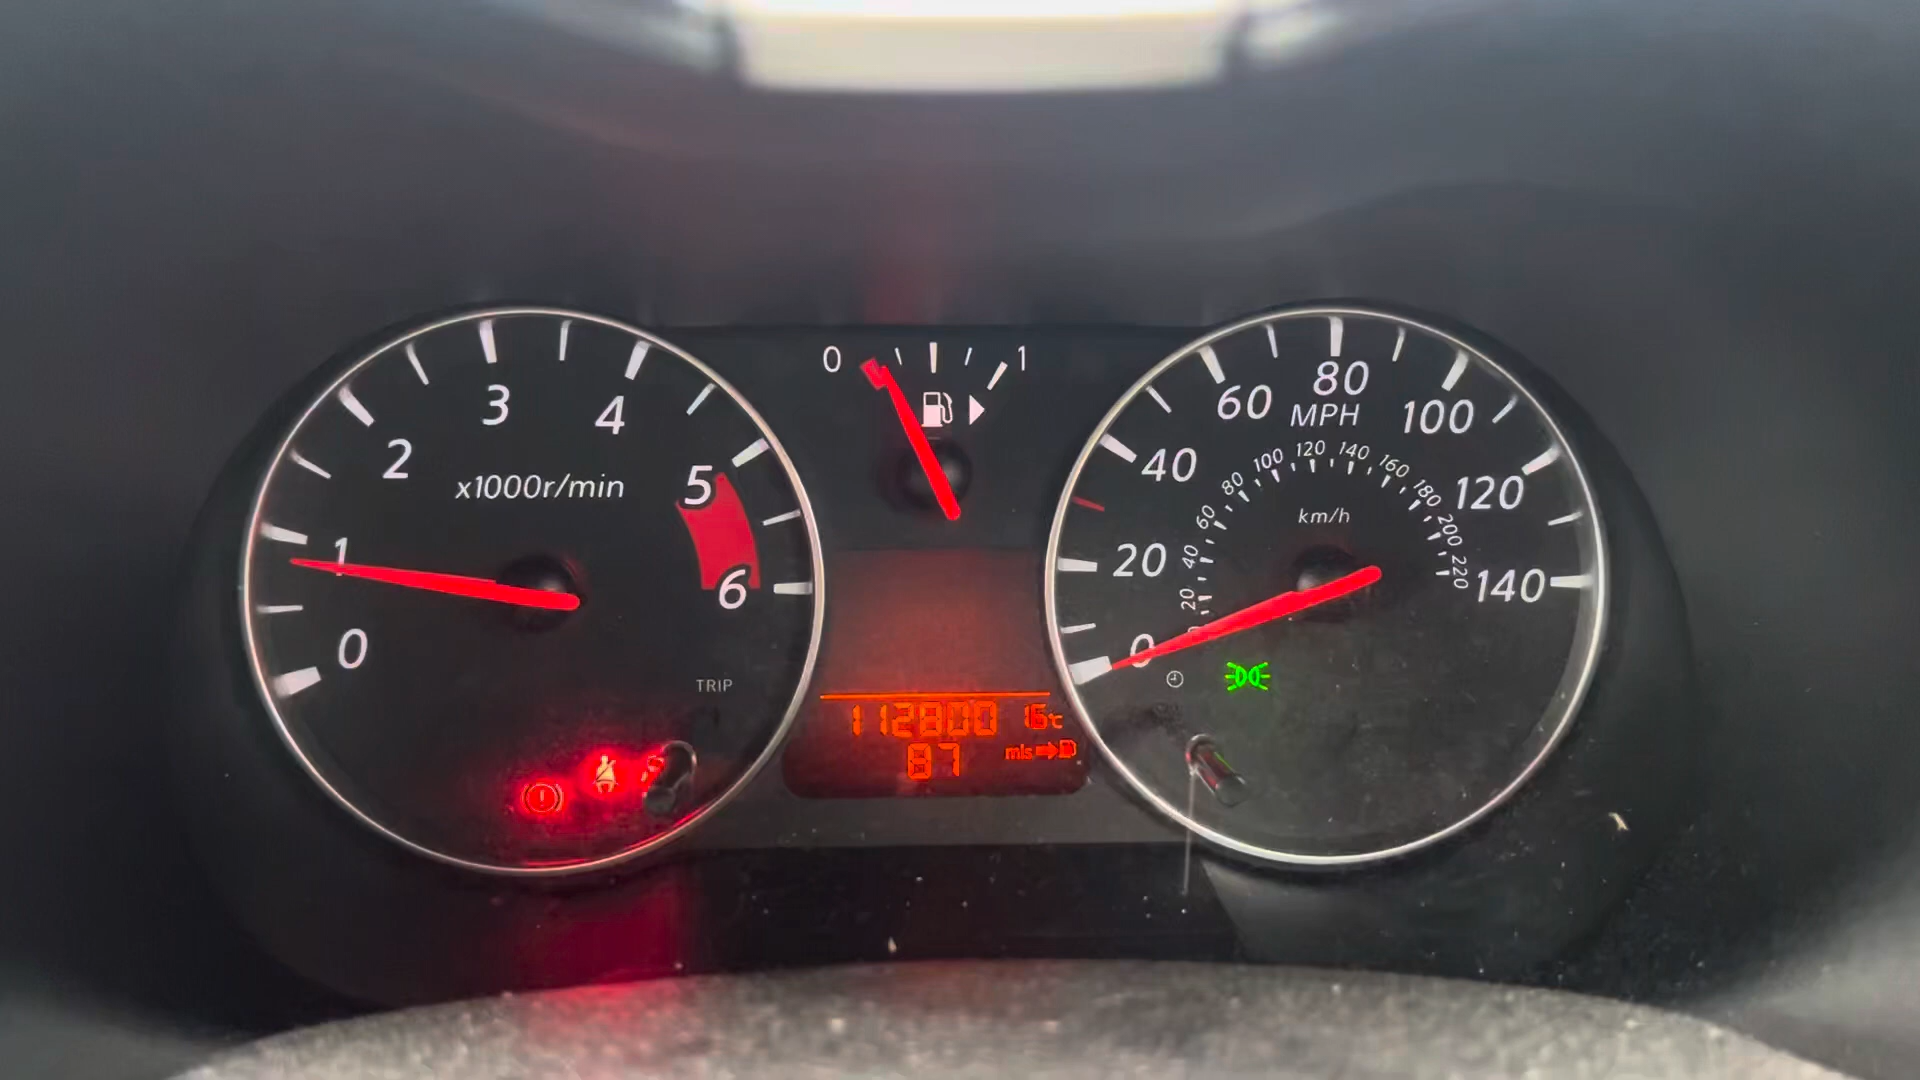 0 1 2 3 4 5 6
x1000r/min
TRIP
0 1
112800 16°C
87 mls
0 20 40 60 80 100 120 140
MPH
20 40 60 80 100 120 140 160 180 200 220
km/h